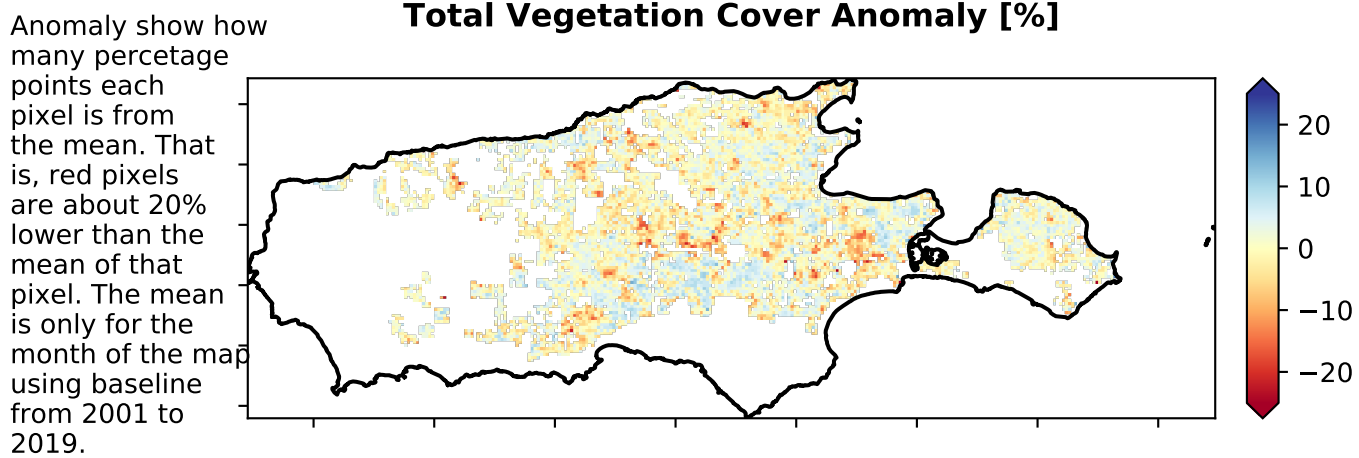 Total Vegetation Cover Anomaly [%]
Anomaly show how
many percetage
points each
pixel is from
the mean. That
is, red pixels
are about 20%
lower than the
mean of that
pixel. The mean
is only for the
month of the map
using baseline
from 2001 to
2019.
20
10
0
−10
−20